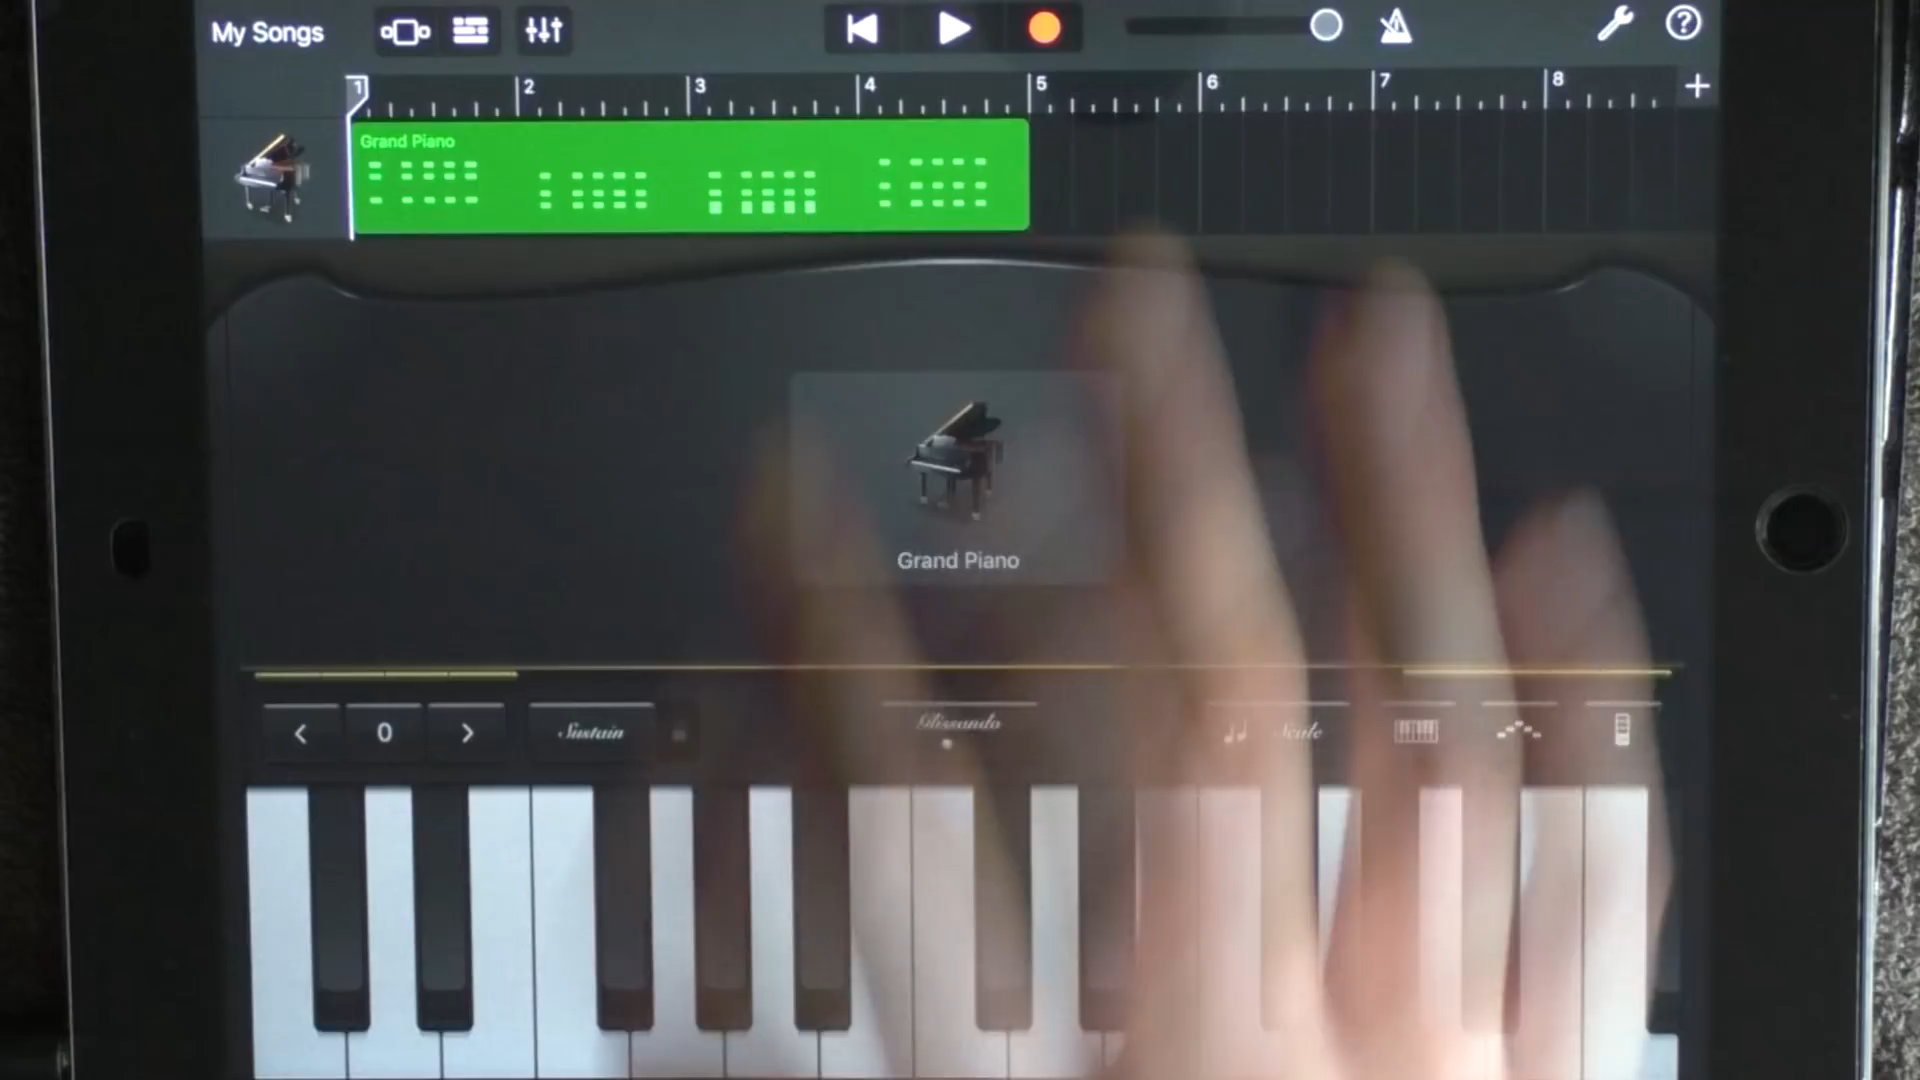 My Songs
?
1 2 3 4 5 6 7 8 +
Grand Piano
Grand Piano
< 0 > Sustain Glissando Scale